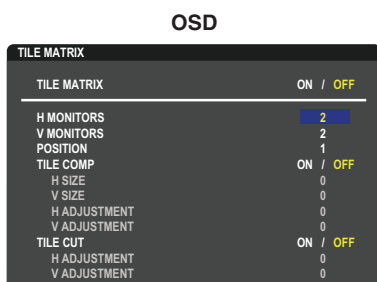 OSD
TILE MATRIX
TILE MATRIX ON / OFF
H MONITORS 2
V MONITORS 2
POSITION 1
TILE COMP ON / OFF
H SIZE 0
V SIZE 0
H ADJUSTMENT 0
V ADJUSTMENT 0
TILE CUT ON / OFF
H ADJUSTMENT 0
V ADJUSTMENT 0